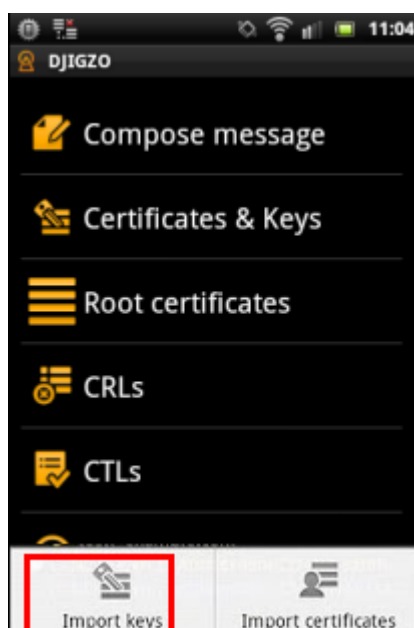 11:04
DJIGZO
Compose message
Certificates & Keys
Root certificates
CRLs
CTLs
Import keys
Import certificates